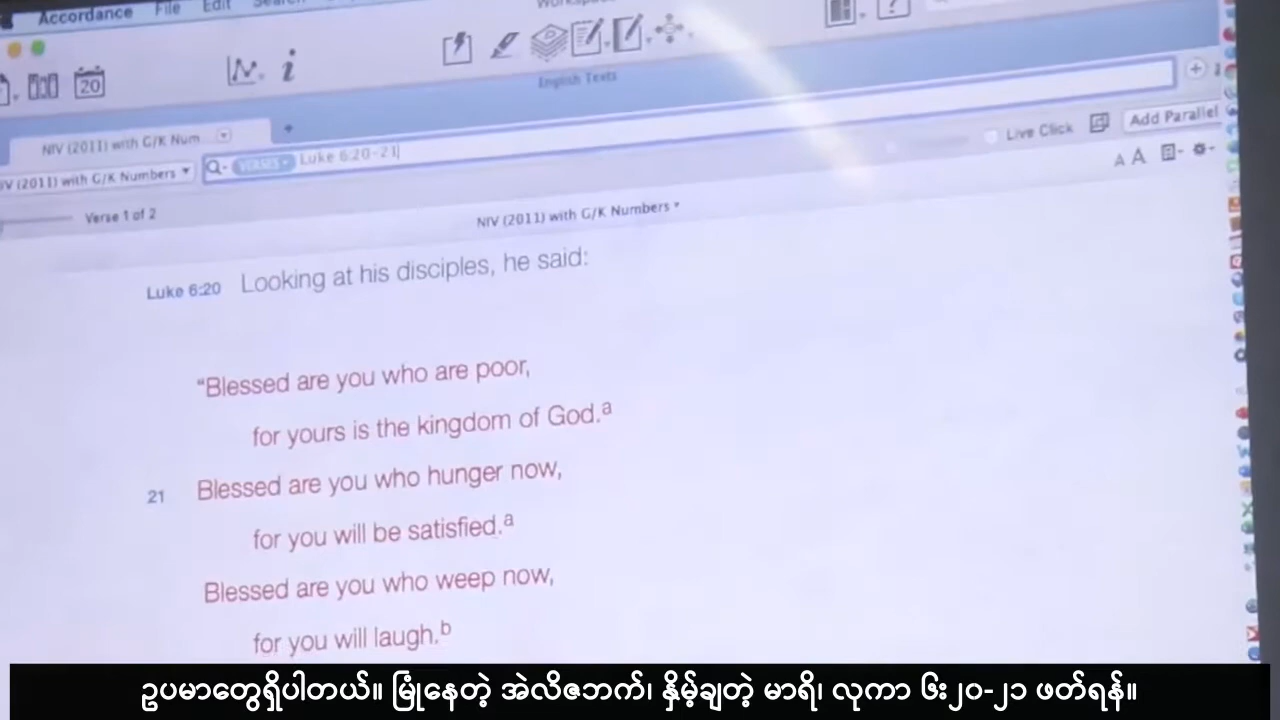 Accordance File Edit
20
English Texts
NIV (2011) with G/K Num
VERSES Luke 6:20-21
Live Click
Add Parallel
(2011) with G/K Numbers
A A
Verse 1 of 2
NIV (2011) with G/K Numbers
Luke 6:20 Looking at his disciples, he said:
“Blessed are you who are poor,
for yours is the kingdom of God.a
21 Blessed are you who hunger now,
for you will be satisfied.a
Blessed are you who weep now,
for you will laugh.b
ဥပမာတွေရှိပါတယ်။ မြုံနေတဲ့ အဲလိဇဘက်၊ နှိမ့်ချတဲ့ မာရိ၊ လုကာ ၆း၂၀-၂၁ ဖတ်ရန်။